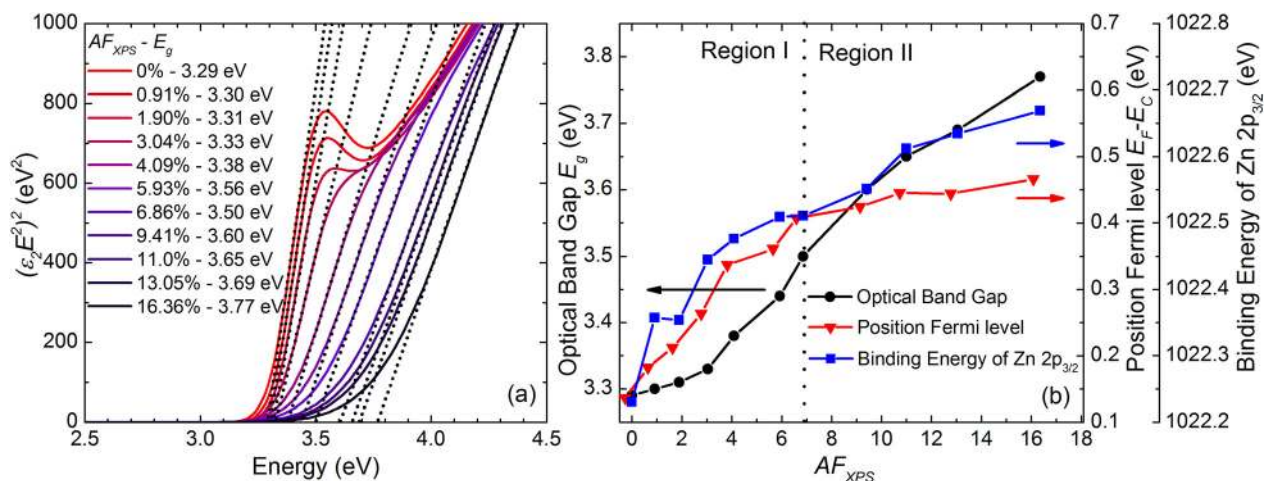 AF_XPS - E_g
0% - 3.29 eV
0.91% - 3.30 eV
1.90% - 3.31 eV
3.04% - 3.33 eV
4.09% - 3.38 eV
5.93% - 3.56 eV
6.86% - 3.50 eV
9.41% - 3.60 eV
11.0% - 3.65 eV
13.05% - 3.69 eV
16.36% - 3.77 eV
(a)
1000
800
600
400
200
0
(ε₂E²)² (eV²)
2.5 3.0 3.5 4.0 4.5
Energy (eV)
Region I Region II
Optical Band Gap
Position Fermi level
Binding Energy of Zn 2p₃/₂
(b)
3.8
3.7
3.6
3.5
3.4
3.3
Optical Band Gap E_g (eV)
0 2 4 6 8 10 12 14 16 18
AF_XPS
0.7
0.6
0.5
0.4
0.3
0.2
0.1
Position Fermi level E_F-E_C (eV)
1022.8
1022.7
1022.6
1022.5
1022.4
1022.3
1022.2
Binding Energy of Zn 2p₃/₂ (eV)